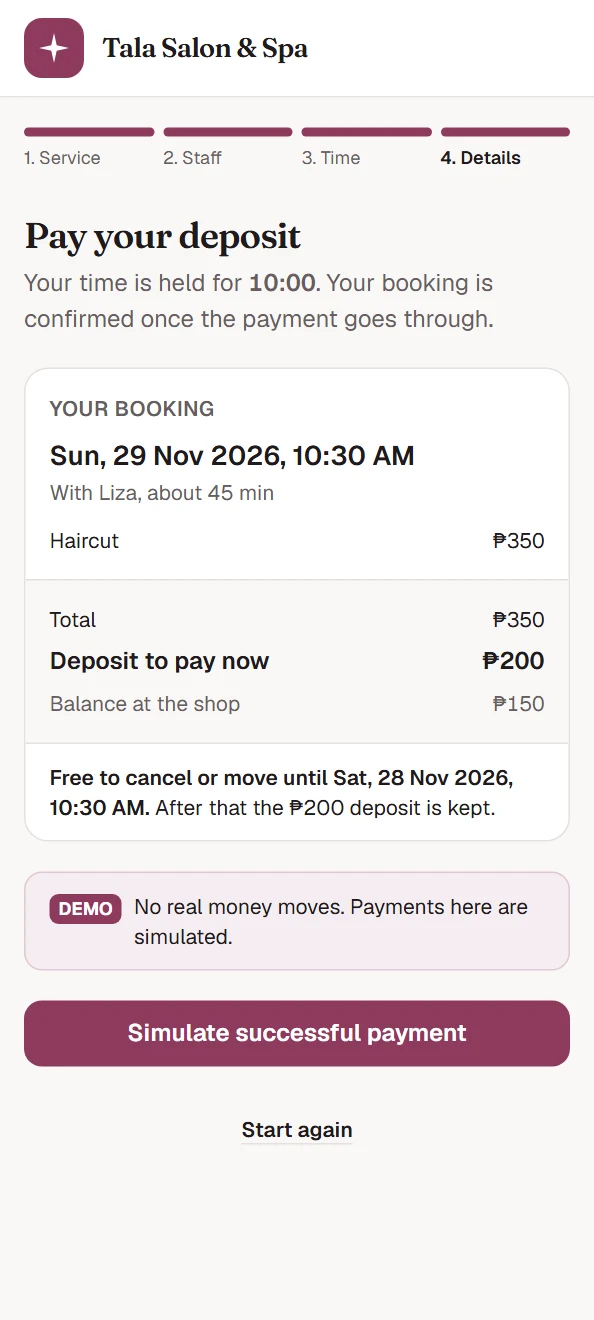 Tala Salon & Spa
1. Service
2. Staff
3. Time
4. Details
Pay your deposit
Your time is held for 10:00. Your booking is
confirmed once the payment goes through.
YOUR BOOKING
Sun, 29 Nov 2026, 10:30 AM
With Liza, about 45 min
Haircut ₱350
Total ₱350
Deposit to pay now ₱200
Balance at the shop ₱150
Free to cancel or move until Sat, 28 Nov 2026,
10:30 AM. After that the ₱200 deposit is kept.
DEMO No real money moves. Payments here are
simulated.
Simulate successful payment
Start again